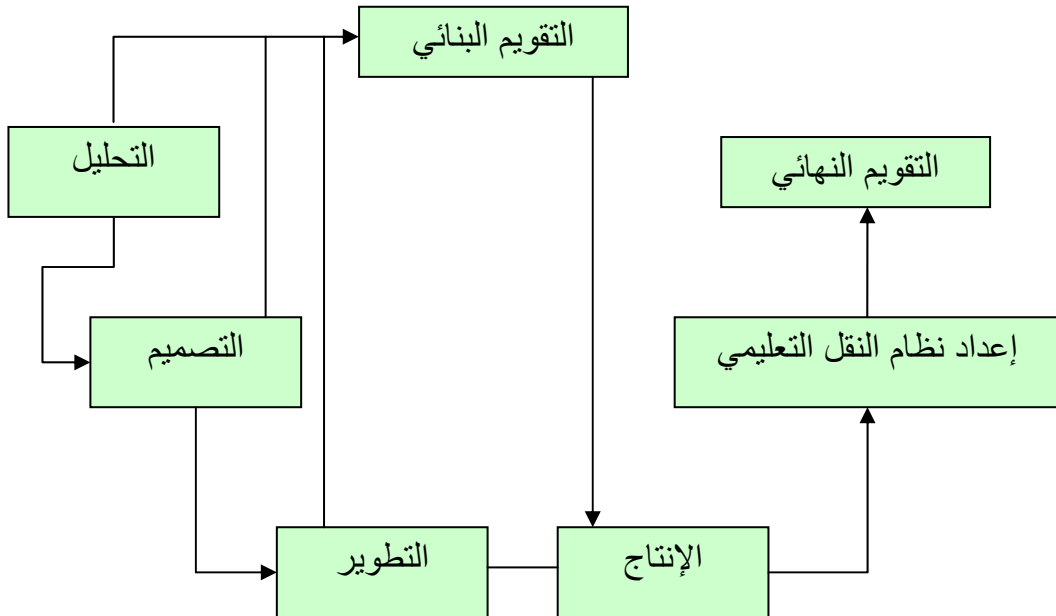 التقويم البنائي
التحليل
التقويم النهائي
التصميم
إعداد نظام النقل التعليمي
التطوير
الإنتاج